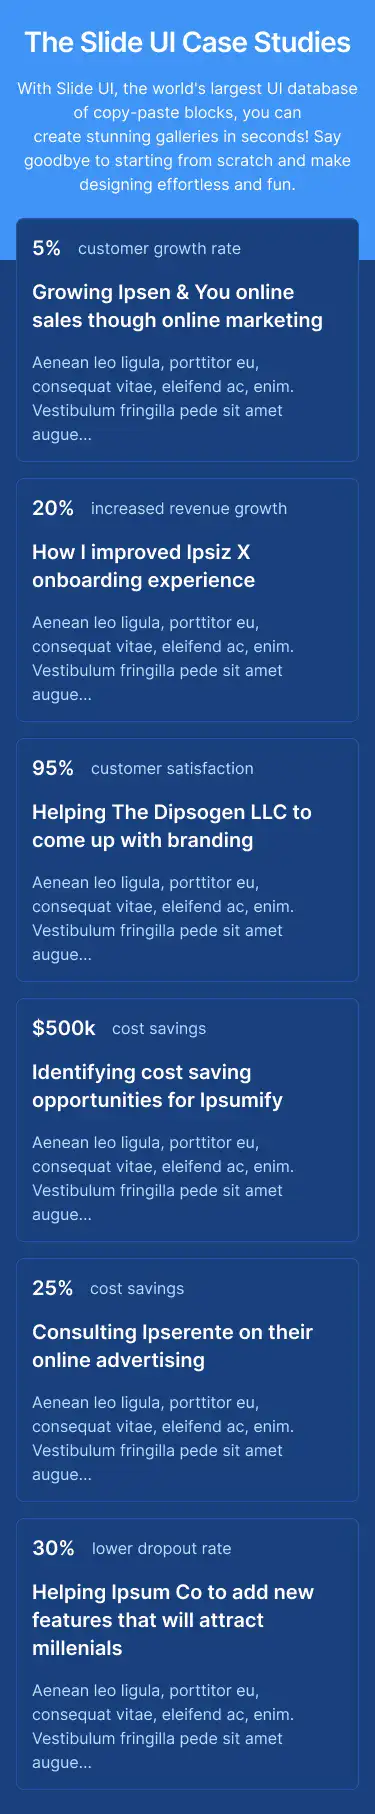 The Slide UI Case Studies
With Slide UI, the world's largest UI database
of copy-paste blocks, you can
create stunning galleries in seconds! Say
goodbye to starting from scratch and make
designing effortless and fun.
5% customer growth rate
Growing Ipsen & You online
sales though online marketing
Aenean leo ligula, porttitor eu,
consequat vitae, eleifend ac, enim.
Vestibulum fringilla pede sit amet
augue...
20% increased revenue growth
How I improved Ipsiz X
onboarding experience
Aenean leo ligula, porttitor eu,
consequat vitae, eleifend ac, enim.
Vestibulum fringilla pede sit amet
augue...
95% customer satisfaction
Helping The Dipsogen LLC to
come up with branding
Aenean leo ligula, porttitor eu,
consequat vitae, eleifend ac, enim.
Vestibulum fringilla pede sit amet
augue...
$500k cost savings
Identifying cost saving
opportunities for Ipsumify
Aenean leo ligula, porttitor eu,
consequat vitae, eleifend ac, enim.
Vestibulum fringilla pede sit amet
augue...
25% cost savings
Consulting Ipserente on their
online advertising
Aenean leo ligula, porttitor eu,
consequat vitae, eleifend ac, enim.
Vestibulum fringilla pede sit amet
augue...
30% lower dropout rate
Helping Ipsum Co to add new
features that will attract
millenials
Aenean leo ligula, porttitor eu,
consequat vitae, eleifend ac, enim.
Vestibulum fringilla pede sit amet
augue...